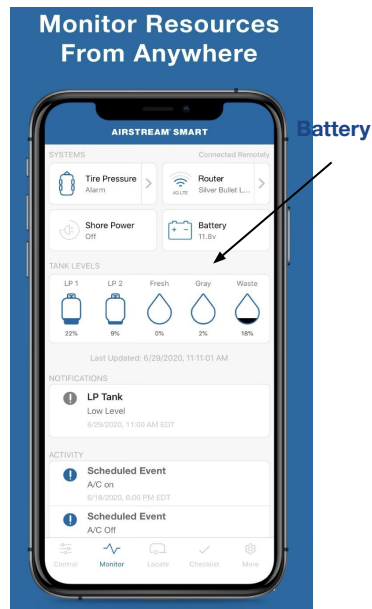 Monitor Resources
From Anywhere
Battery
AIRSTREAM SMART
SYSTEMS Connected Remotely
Tire Pressure
Alarm
4G LTE
Router
Silver Bullet L...
Shore Power
Off
Battery
11.8v
TANK LEVELS
LP 1 LP 2 Fresh Gray Waste
22% 9% 0% 2% 18%
Last Updated: 6/29/2020, 11:11:01 AM
NOTIFICATIONS
LP Tank
Low Level
6/29/2020, 11:00 AM EDT
ACTIVITY
Scheduled Event
A/C on
6/18/2020, 6:00 PM EDT
Scheduled Event
A/C Off
Control Monitor Locate Checklist More